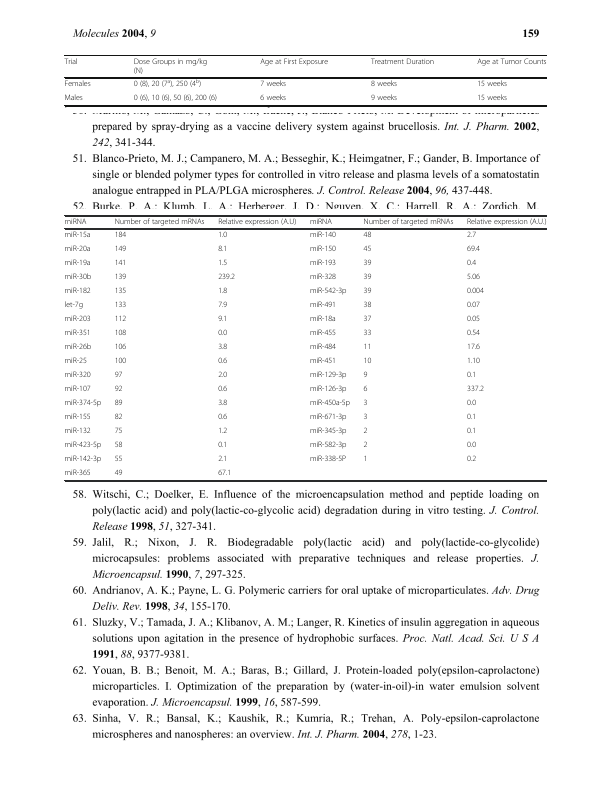 Molecules 2004, 9 159
Trial Dose Groups in mg/kg (N) Age at First Exposure Treatment Duration Age at Tumor Counts
Females 0 (8), 20 (7ᵃ), 250 (4ᵇ) 7 weeks 8 weeks 15 weeks
Males 0 (6), 10 (6), 50 (6), 200 (6) 6 weeks 9 weeks 15 weeks
prepared by spray-drying as a vaccine delivery system against brucellosis. Int. J. Pharm. 2002,
242, 341-344.
51. Blanco-Prieto, M. J.; Campanero, M. A.; Besseghir, K.; Heimgatner, F.; Gander, B. Importance of
single or blended polymer types for controlled in vitro release and plasma levels of a somatostatin
analogue entrapped in PLA/PLGA microspheres. J. Control. Release 2004, 96, 437-448.
52. Burke, P. A.; Klumb, L. A.; Herberger, J. D.; Nguyen, X. C.; Harrell, R. A.; Zordich, M.
miRNA Number of targeted mRNAs Relative expression (A.U) miRNA Number of targeted mRNAs Relative expression (A.U.)
miR-15a 184 1.0 miR-140 48 2.7
miR-20a 149 8.1 miR-150 45 69.4
miR-19a 141 1.5 miR-193 39 0.4
miR-30b 139 239.2 miR-328 39 5.06
miR-182 135 1.8 miR-542-3p 39 0.004
let-7g 133 7.9 miR-491 38 0.07
miR-203 112 9.1 miR-18a 37 0.05
miR-351 108 0.0 miR-455 33 0.54
miR-26b 106 3.8 miR-484 11 17.6
miR-25 100 0.6 miR-451 10 1.10
miR-320 97 2.0 miR-129-3p 9 0.1
miR-107 92 0.6 miR-126-3p 6 337.2
miR-374-5p 89 3.8 miR-450a-5p 3 0.0
miR-155 82 0.6 miR-671-3p 3 0.1
miR-132 75 1.2 miR-345-3p 2 0.1
miR-423-5p 58 0.1 miR-582-3p 2 0.0
miR-142-3p 55 2.1 miR-338-5P 1 0.2
miR-365 49 67.1
58. Witschi, C.; Doelker, E. Influence of the microencapsulation method and peptide loading on
poly(lactic acid) and poly(lactic-co-glycolic acid) degradation during in vitro testing. J. Control.
Release 1998, 51, 327-341.
59. Jalil, R.; Nixon, J. R. Biodegradable poly(lactic acid) and poly(lactide-co-glycolide)
microcapsules: problems associated with preparative techniques and release properties. J.
Microencapsul. 1990, 7, 297-325.
60. Andrianov, A. K.; Payne, L. G. Polymeric carriers for oral uptake of microparticulates. Adv. Drug
Deliv. Rev. 1998, 34, 155-170.
61. Sluzky, V.; Tamada, J. A.; Klibanov, A. M.; Langer, R. Kinetics of insulin aggregation in aqueous
solutions upon agitation in the presence of hydrophobic surfaces. Proc. Natl. Acad. Sci. U S A
1991, 88, 9377-9381.
62. Youan, B. B.; Benoit, M. A.; Baras, B.; Gillard, J. Protein-loaded poly(epsilon-caprolactone)
microparticles. I. Optimization of the preparation by (water-in-oil)-in water emulsion solvent
evaporation. J. Microencapsul. 1999, 16, 587-599.
63. Sinha, V. R.; Bansal, K.; Kaushik, R.; Kumria, R.; Trehan, A. Poly-epsilon-caprolactone
microspheres and nanospheres: an overview. Int. J. Pharm. 2004, 278, 1-23.